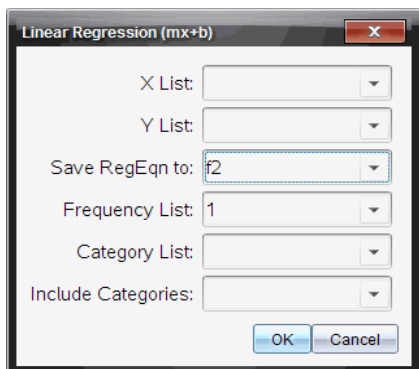 Linear Regression (mx+b)
X List:
Y List:
Save RegEqn to: f2
Frequency List: 1
Category List:
Include Categories:
OK Cancel